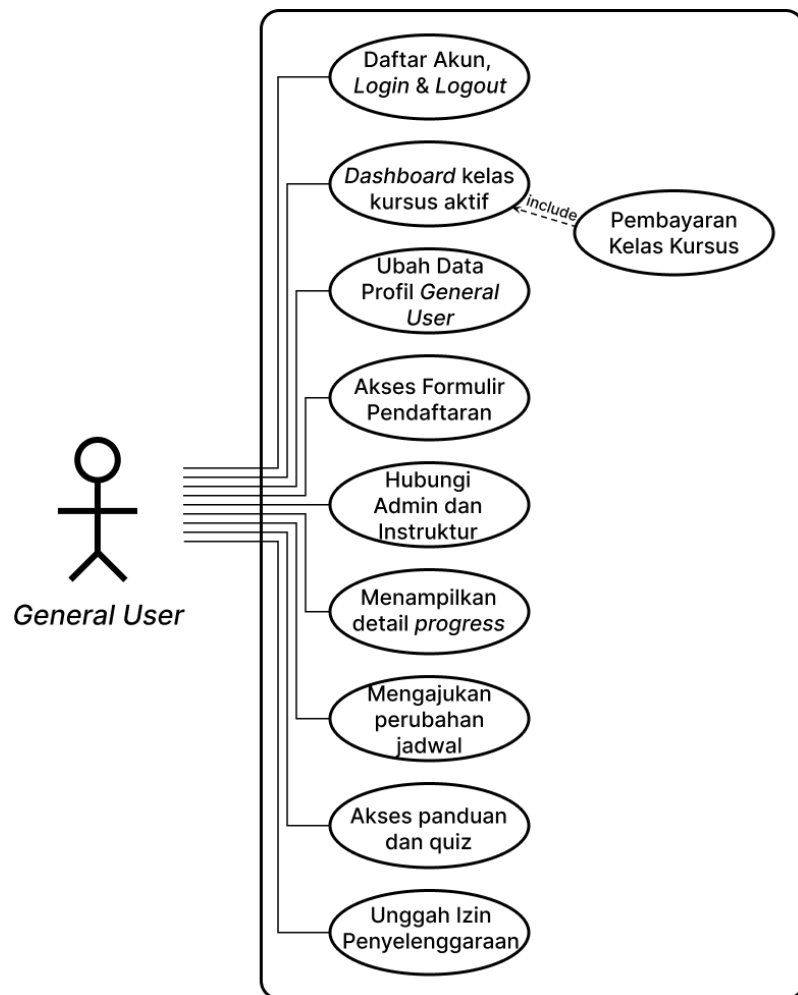 Daftar Akun,
Login & Logout
Dashboard kelas
kursus aktif
include
Pembayaran
Kelas Kursus
Ubah Data
Profil General
User
Akses Formulir
Pendaftaran
Hubungi
Admin dan
Instruktur
General User
Menampilkan
detail progress
Mengajukan
perubahan
jadwal
Akses panduan
dan quiz
Unggah Izin
Penyelenggaraan